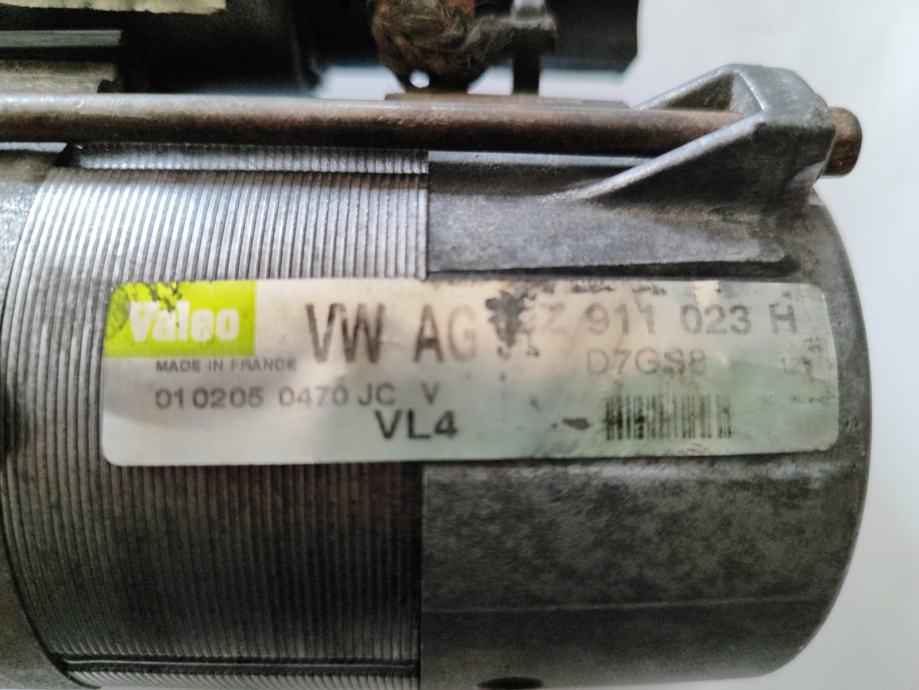 Valeo
VW AG Z 911 023 H
MADE IN FRANCE
D7GS8
010205 0470 JC V
VL4